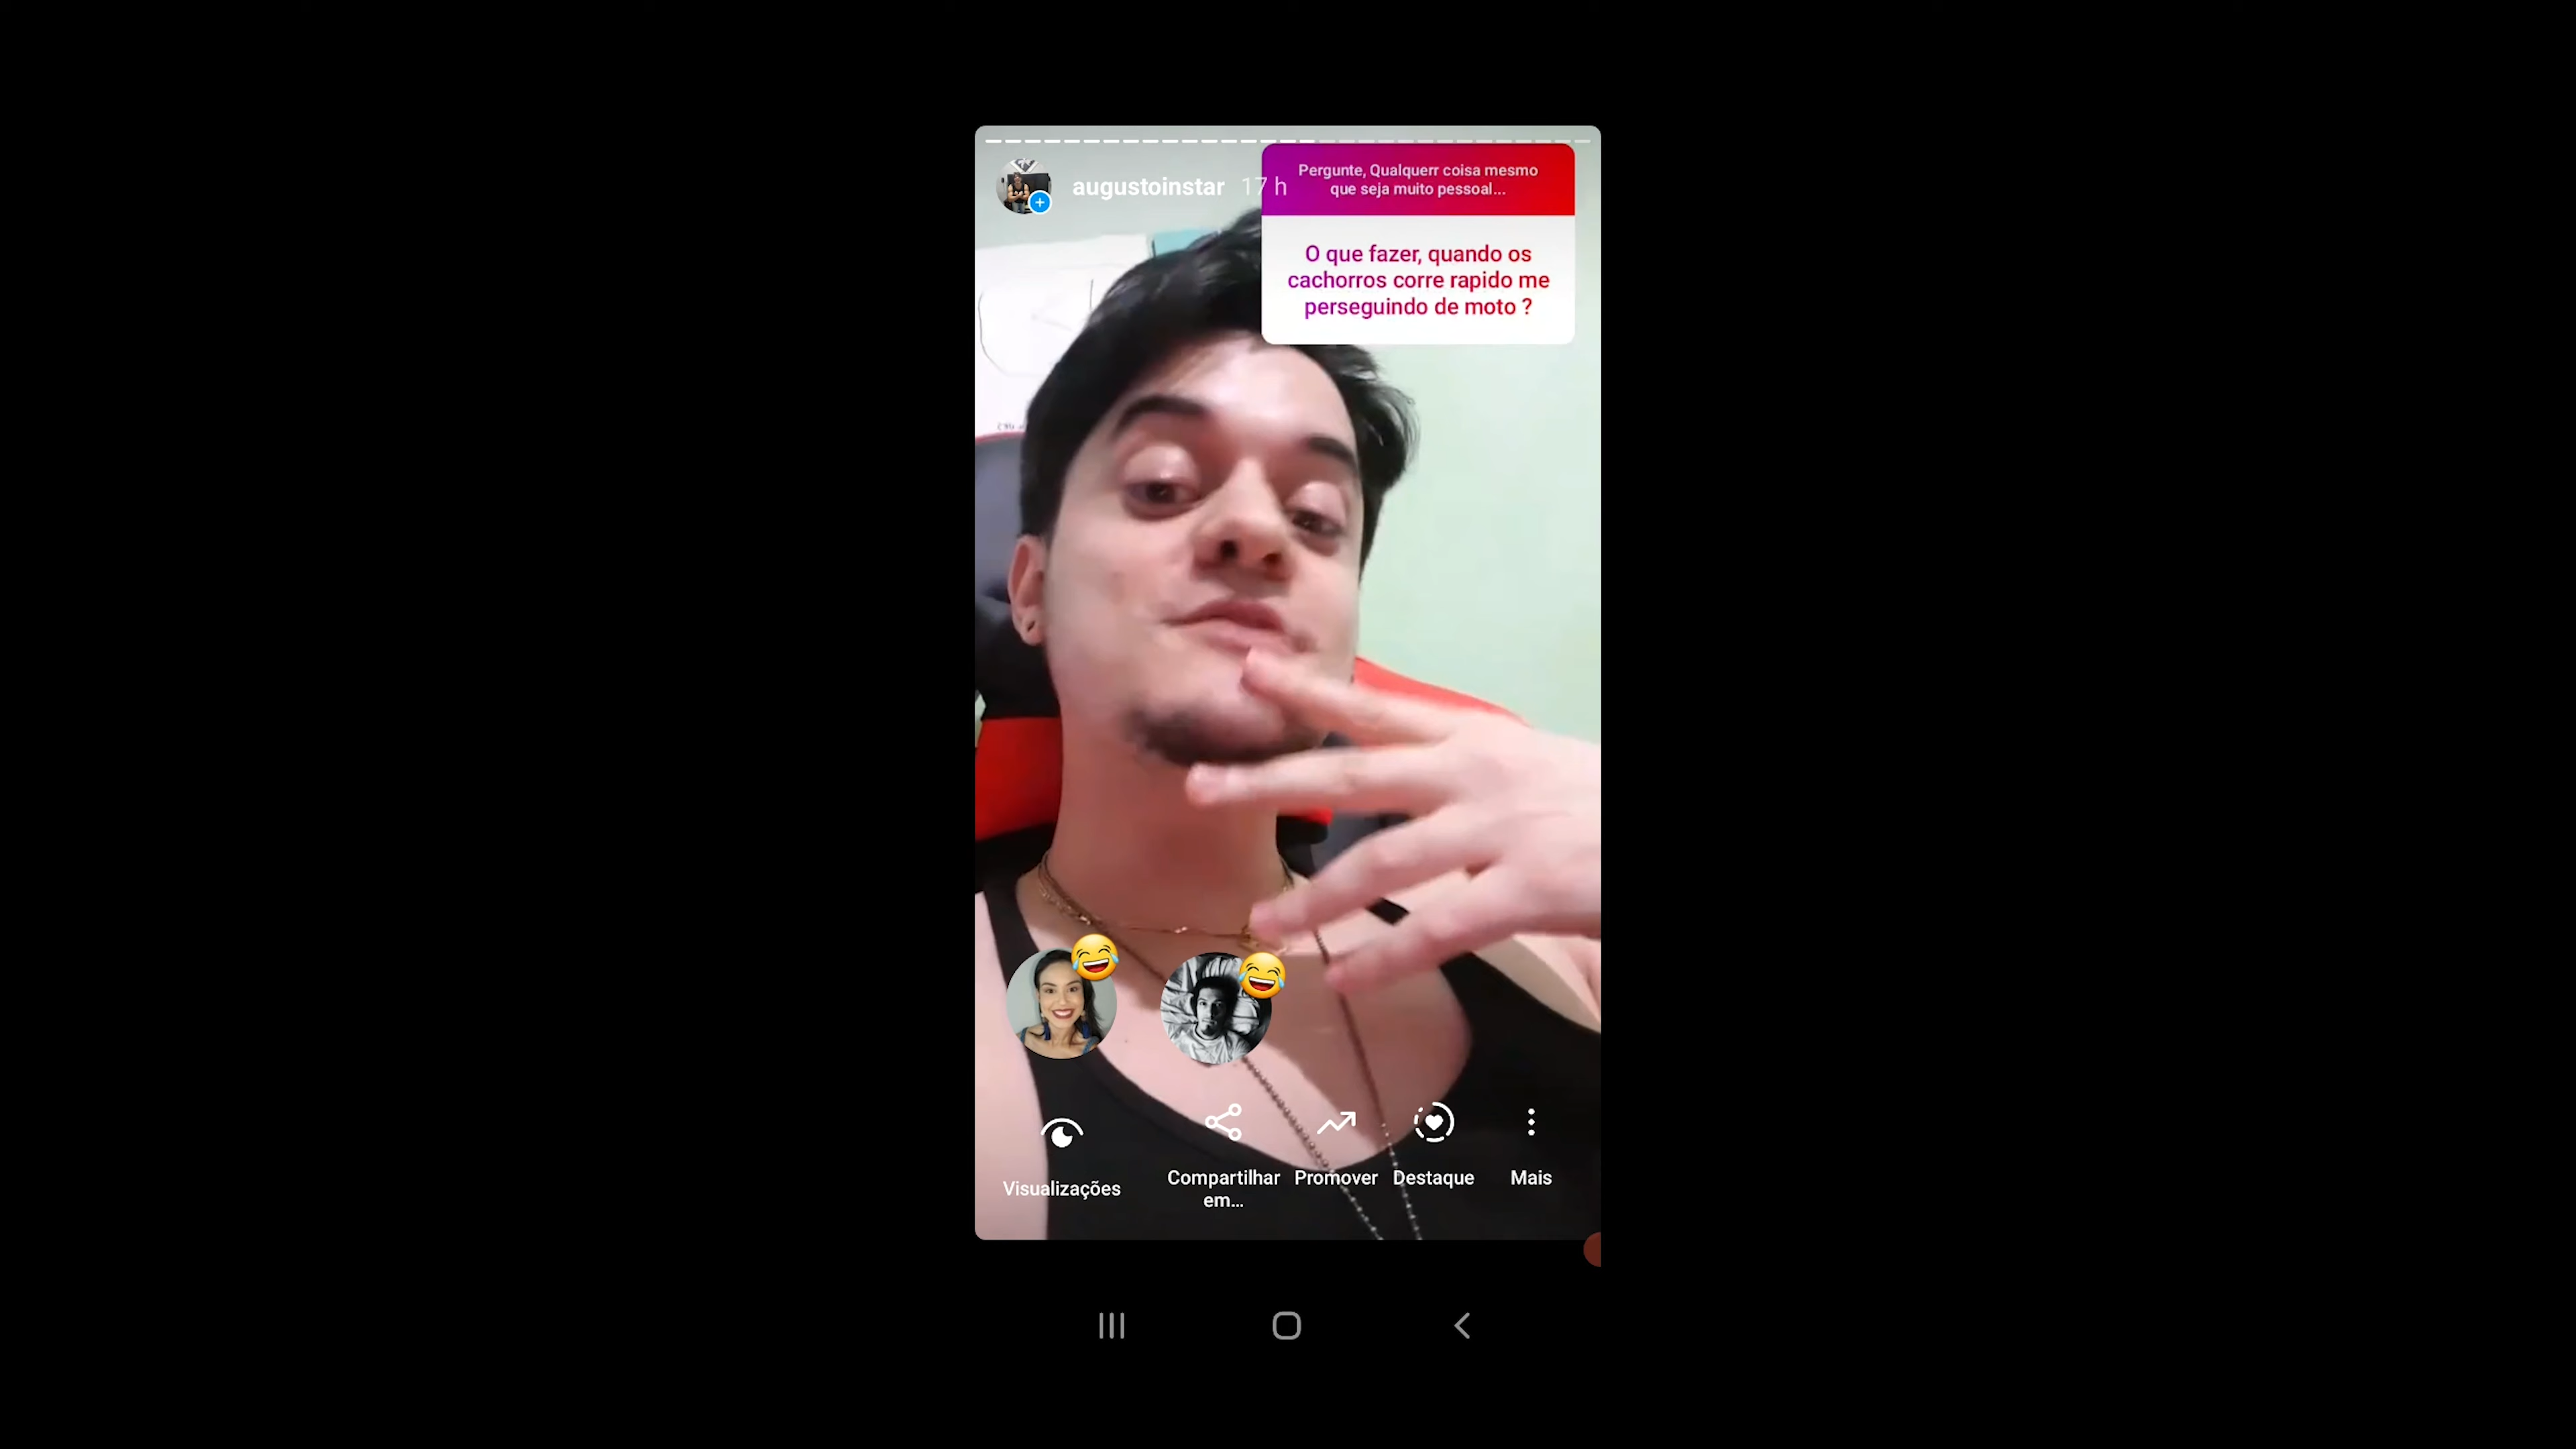 augustoinstar 17 h
Pergunte, Qualquerr coisa mesmo
que seja muito pessoal...
O que fazer, quando os
cachorros corre rapido me
perseguindo de moto ?
Visualizações
Compartilhar
em...
Promover
Destaque
Mais